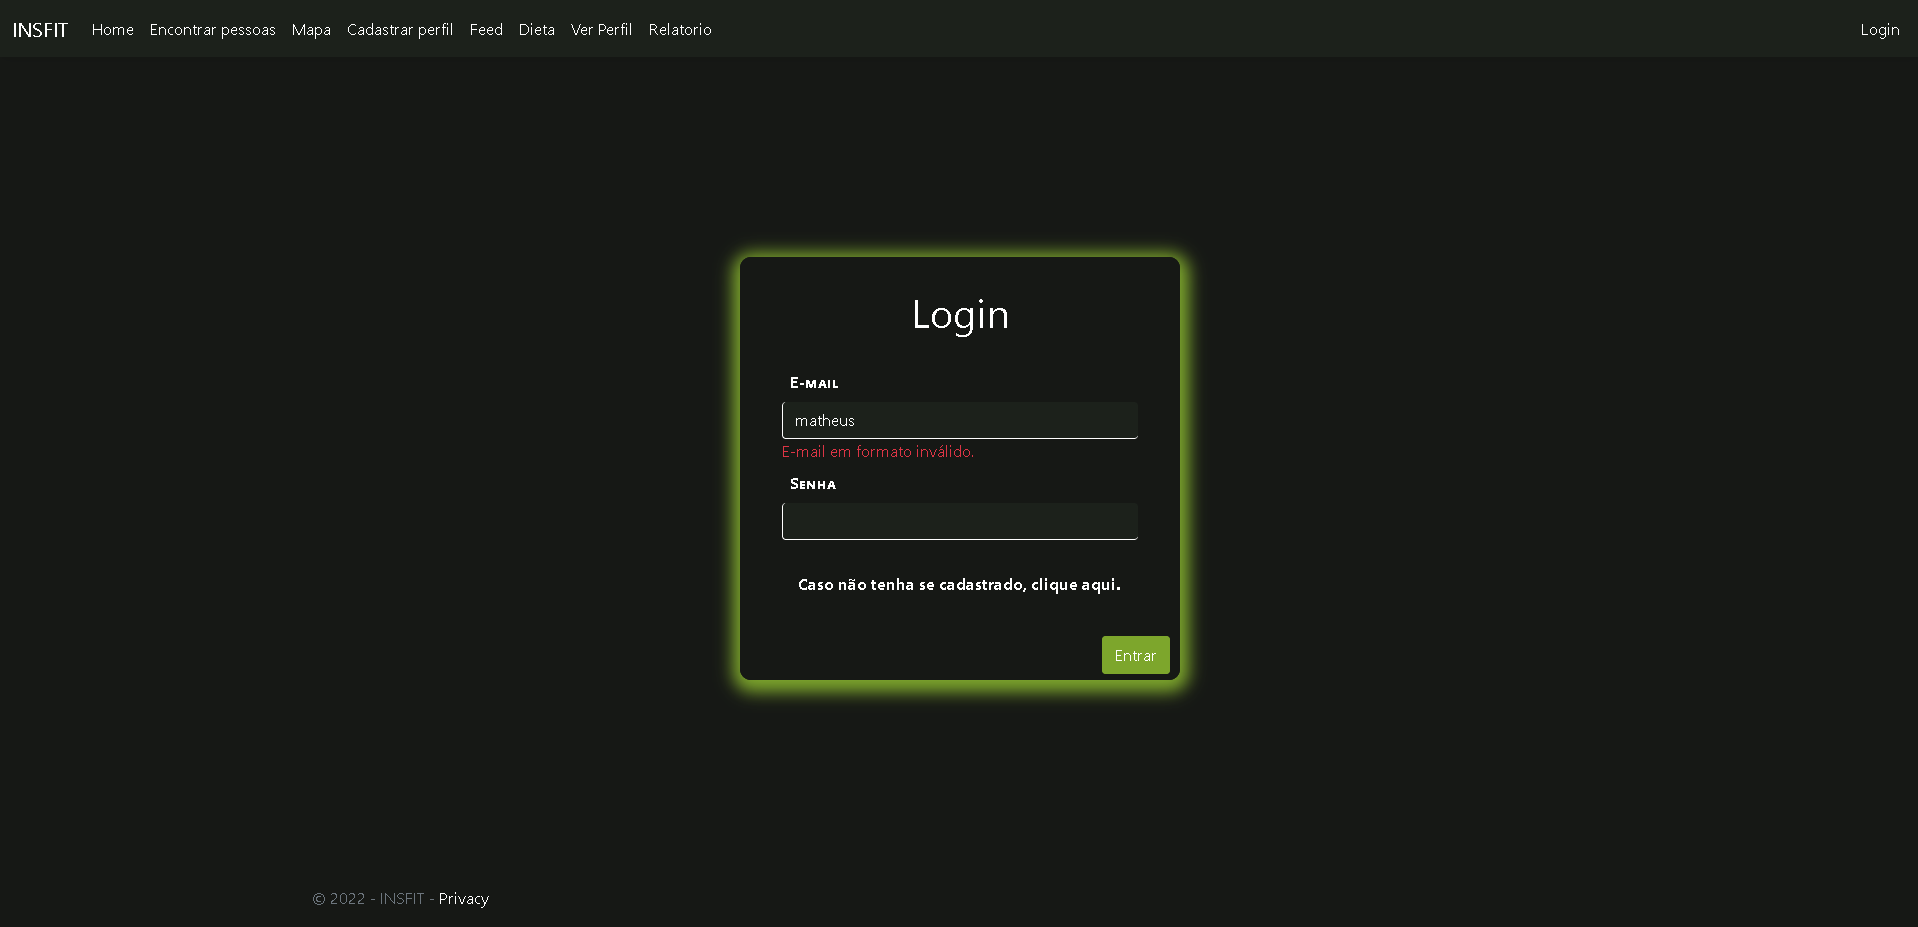 INSFIT Home Encontrar pessoas Mapa Cadastrar perfil Feed Dieta Ver Perfil Relatorio Login
Login
E-mail
matheus
E-mail em formato inválido.
Senha
Caso não tenha se cadastrado, clique aqui.
Entrar
© 2022 - INSFIT - Privacy